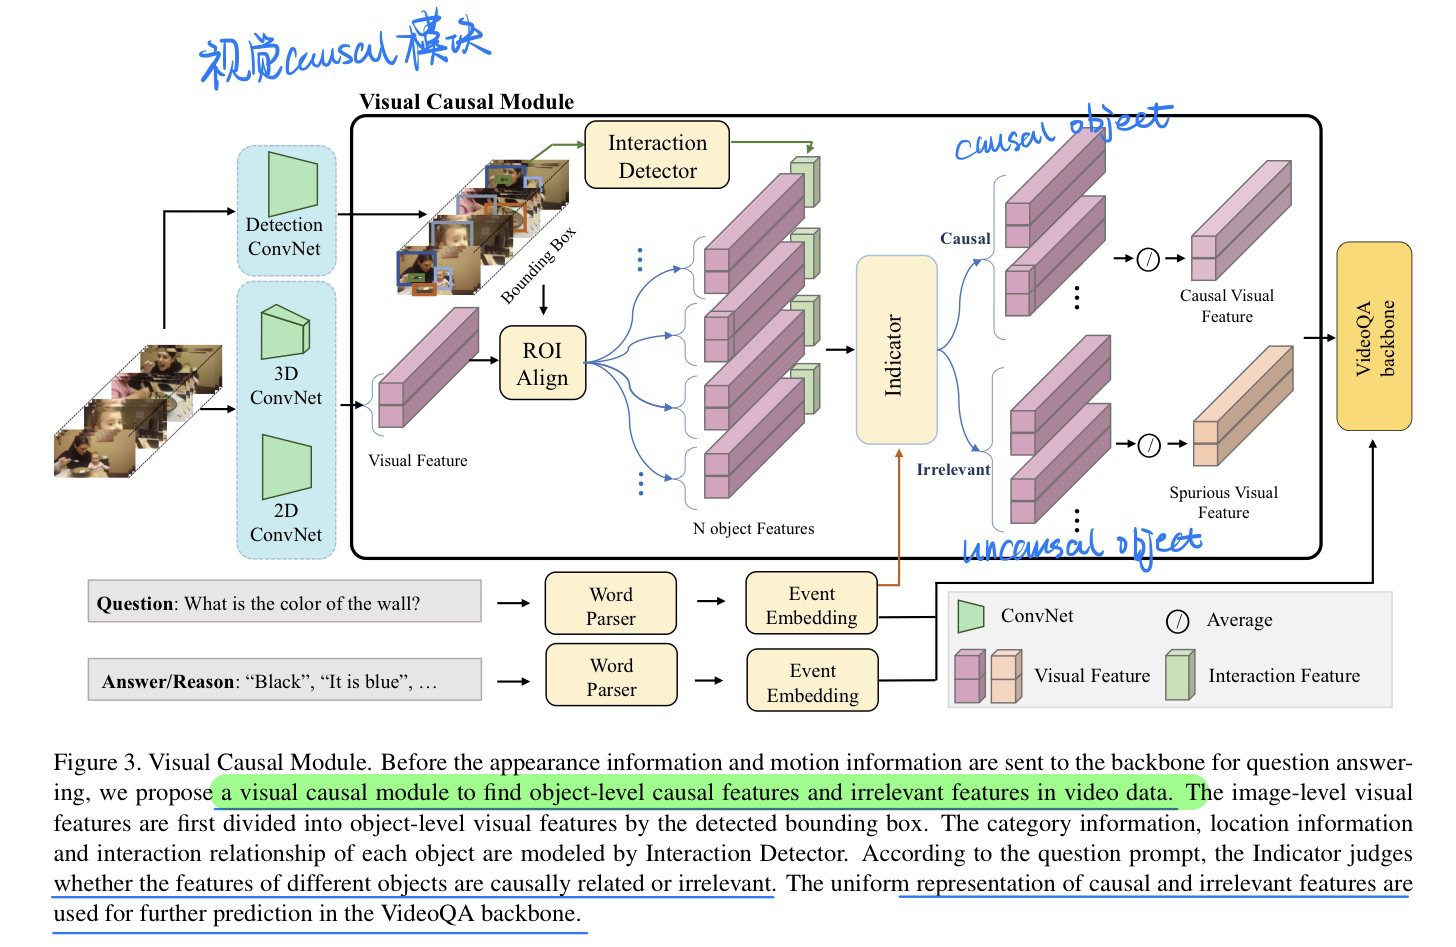 视觉causal模块
Visual Causal Module
causal object
Interaction
Detector
Detection
ConvNet
Bounding Box
Causal
Causal Visual
Feature
3D
ConvNet
ROI
Align
Indicator
VideoQA
backbone
Visual Feature
Irrelevant
2D
ConvNet
N object Features
Spurious Visual
Feature
uncausal object
Question: What is the color of the wall?
Word
Parser
Event
Embedding
Answer/Reason: “Black”, “It is blue”, …
Word
Parser
Event
Embedding
ConvNet
Average
Visual Feature
Interaction Feature
Figure 3. Visual Causal Module. Before the appearance information and motion information are sent to the backbone for question answer-
ing, we propose a visual causal module to find object-level causal features and irrelevant features in video data. The image-level visual
features are first divided into object-level visual features by the detected bounding box. The category information, location information
and interaction relationship of each object are modeled by Interaction Detector. According to the question prompt, the Indicator judges
whether the features of different objects are causally related or irrelevant. The uniform representation of causal and irrelevant features are
used for further prediction in the VideoQA backbone.